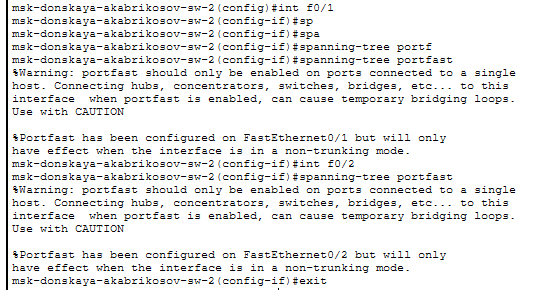 msk-donskaya-akabrikosov-sw-2(config)#int f0/1
msk-donskaya-akabrikosov-sw-2(config-if)#sp
msk-donskaya-akabrikosov-sw-2(config-if)#spa
msk-donskaya-akabrikosov-sw-2(config-if)#spanning-tree portf
msk-donskaya-akabrikosov-sw-2(config-if)#spanning-tree portfast
%Warning: portfast should only be enabled on ports connected to a single
host. Connecting hubs, concentrators, switches, bridges, etc... to this
interface  when portfast is enabled, can cause temporary bridging loops.
Use with CAUTION

%Portfast has been configured on FastEthernet0/1 but will only
have effect when the interface is in a non-trunking mode.
msk-donskaya-akabrikosov-sw-2(config-if)#int f0/2
msk-donskaya-akabrikosov-sw-2(config-if)#spanning-tree portfast
%Warning: portfast should only be enabled on ports connected to a single
host. Connecting hubs, concentrators, switches, bridges, etc... to this
interface  when portfast is enabled, can cause temporary bridging loops.
Use with CAUTION

%Portfast has been configured on FastEthernet0/2 but will only
have effect when the interface is in a non-trunking mode.
msk-donskaya-akabrikosov-sw-2(config-if)#exit